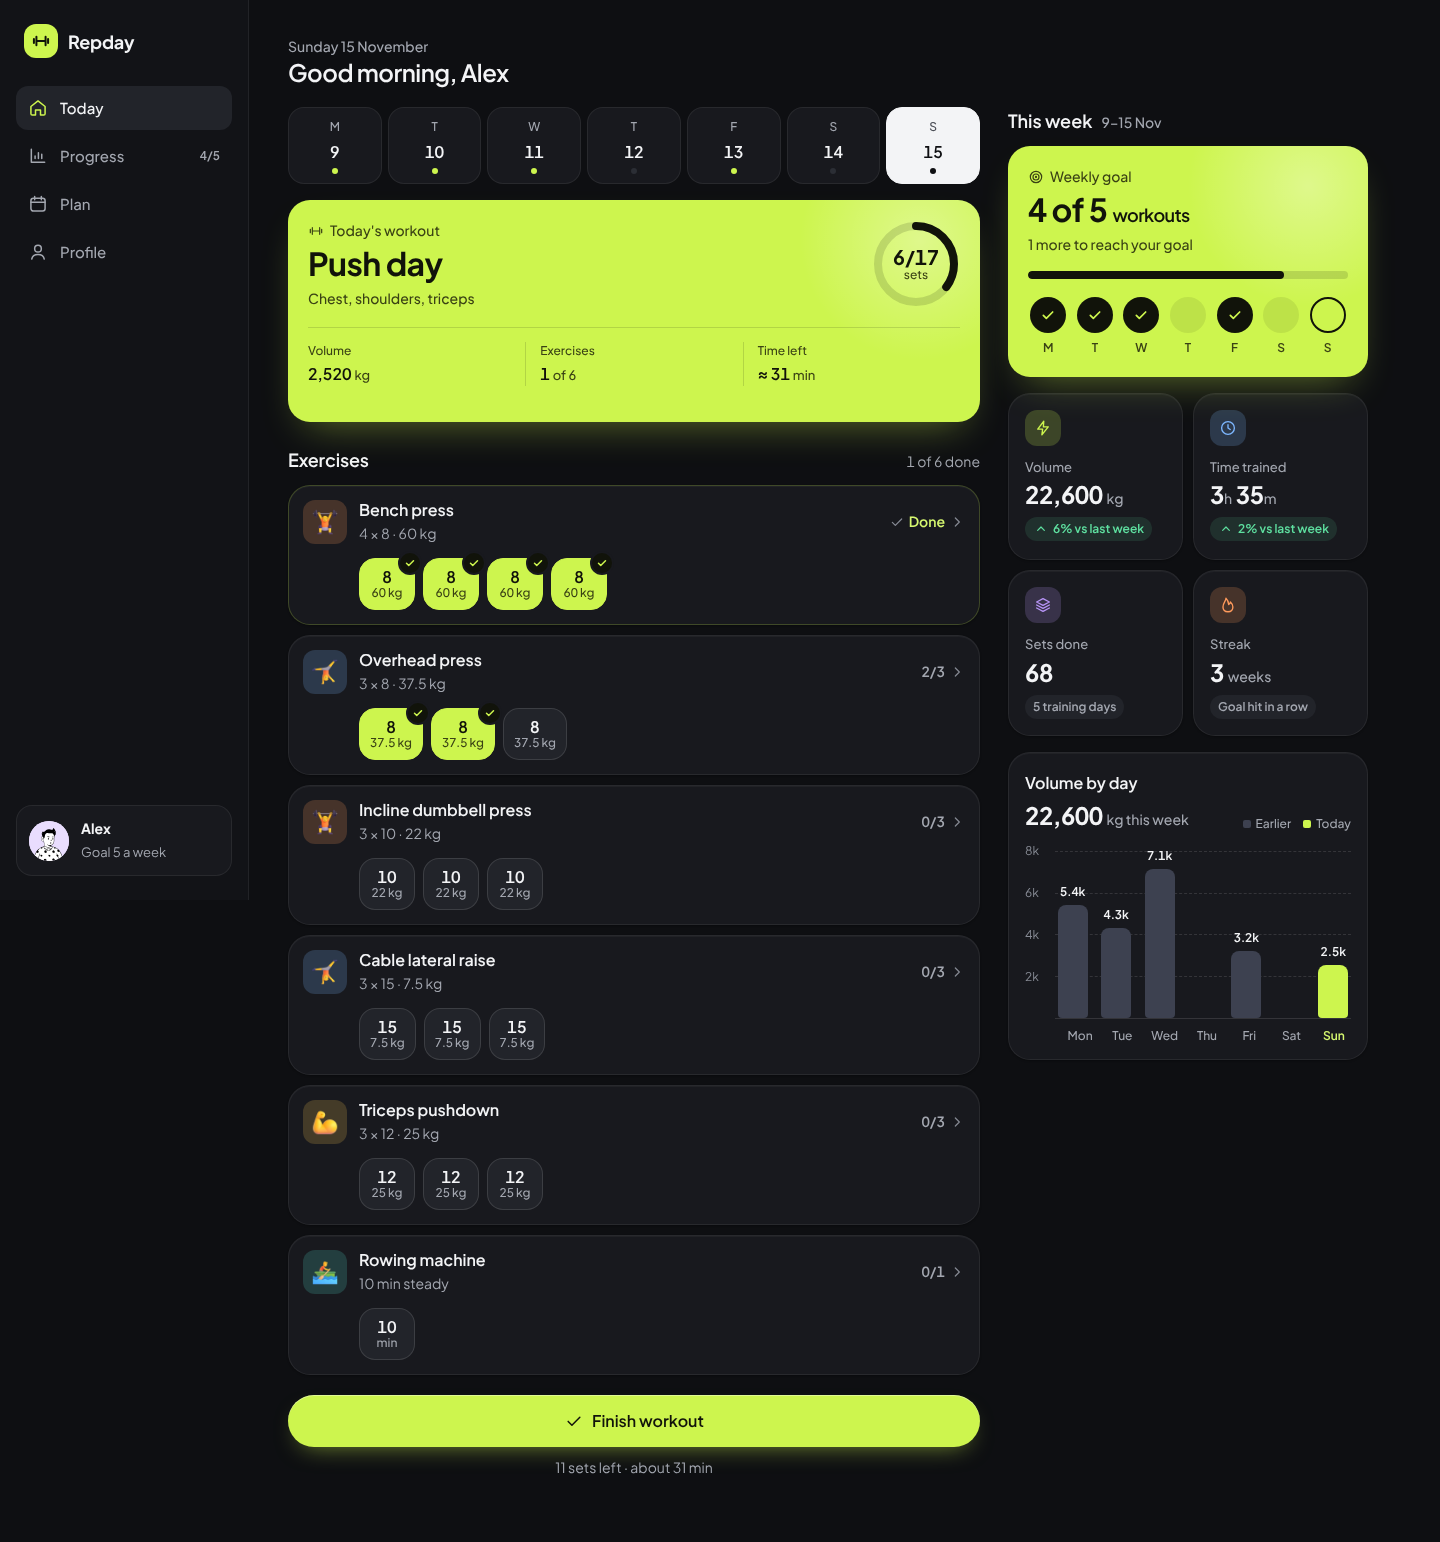 Repday
Today
Progress 4/5
Plan
Profile
Alex
Goal 5 a week
Sunday 15 November
Good morning, Alex
M T W T F S S
9 10 11 12 13 14 15
Today's workout
Push day
Chest, shoulders, triceps
6/17
sets
Volume Exercises Time left
2,520 kg 1 of 6 ≈ 31 min
Exercises 1 of 6 done
Bench press
4 × 8 · 60 kg
Done
8 8 8 8
60 kg 60 kg 60 kg 60 kg
Overhead press
3 × 8 · 37.5 kg
2/3
8 8 8
37.5 kg 37.5 kg 37.5 kg
Incline dumbbell press
3 × 10 · 22 kg
0/3
10 10 10
22 kg 22 kg 22 kg
Cable lateral raise
3 × 15 · 7.5 kg
0/3
15 15 15
7.5 kg 7.5 kg 7.5 kg
Triceps pushdown
3 × 12 · 25 kg
0/3
12 12 12
25 kg 25 kg 25 kg
Rowing machine
10 min steady
0/1
10
min
Finish workout
11 sets left · about 31 min
This week 9–15 Nov
Weekly goal
4 of 5 workouts
1 more to reach your goal
M T W T F S S
Volume
22,600 kg
6% vs last week
Time trained
3h 35m
2% vs last week
Sets done
68
5 training days
Streak
3 weeks
Goal hit in a row
Volume by day
22,600 kg this week
Earlier Today
8k
6k
4k
2k
5.4k
4.3k
7.1k
3.2k
2.5k
Mon Tue Wed Thu Fri Sat Sun